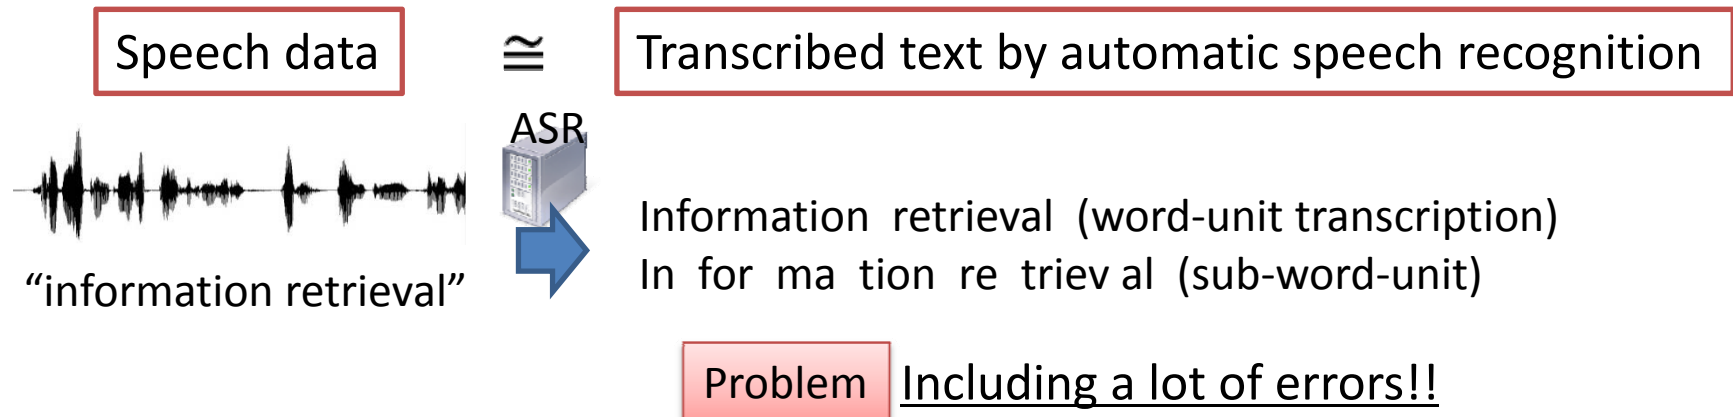 Speech data ≅ Transcribed text by automatic speech recognition
ASR
Information retrieval (word-unit transcription)
In for ma tion re triev al (sub-word-unit)
“information retrieval”
Problem Including a lot of errors!!